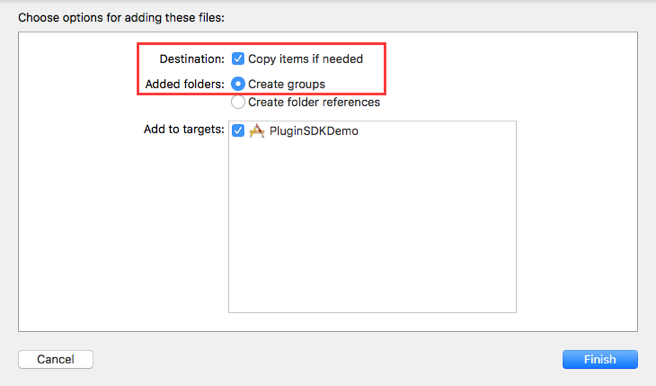 Choose options for adding these files:
Destination: Copy items if needed
Added folders: Create groups
Create folder references
Add to targets: PluginSDKDemo
Cancel Finish